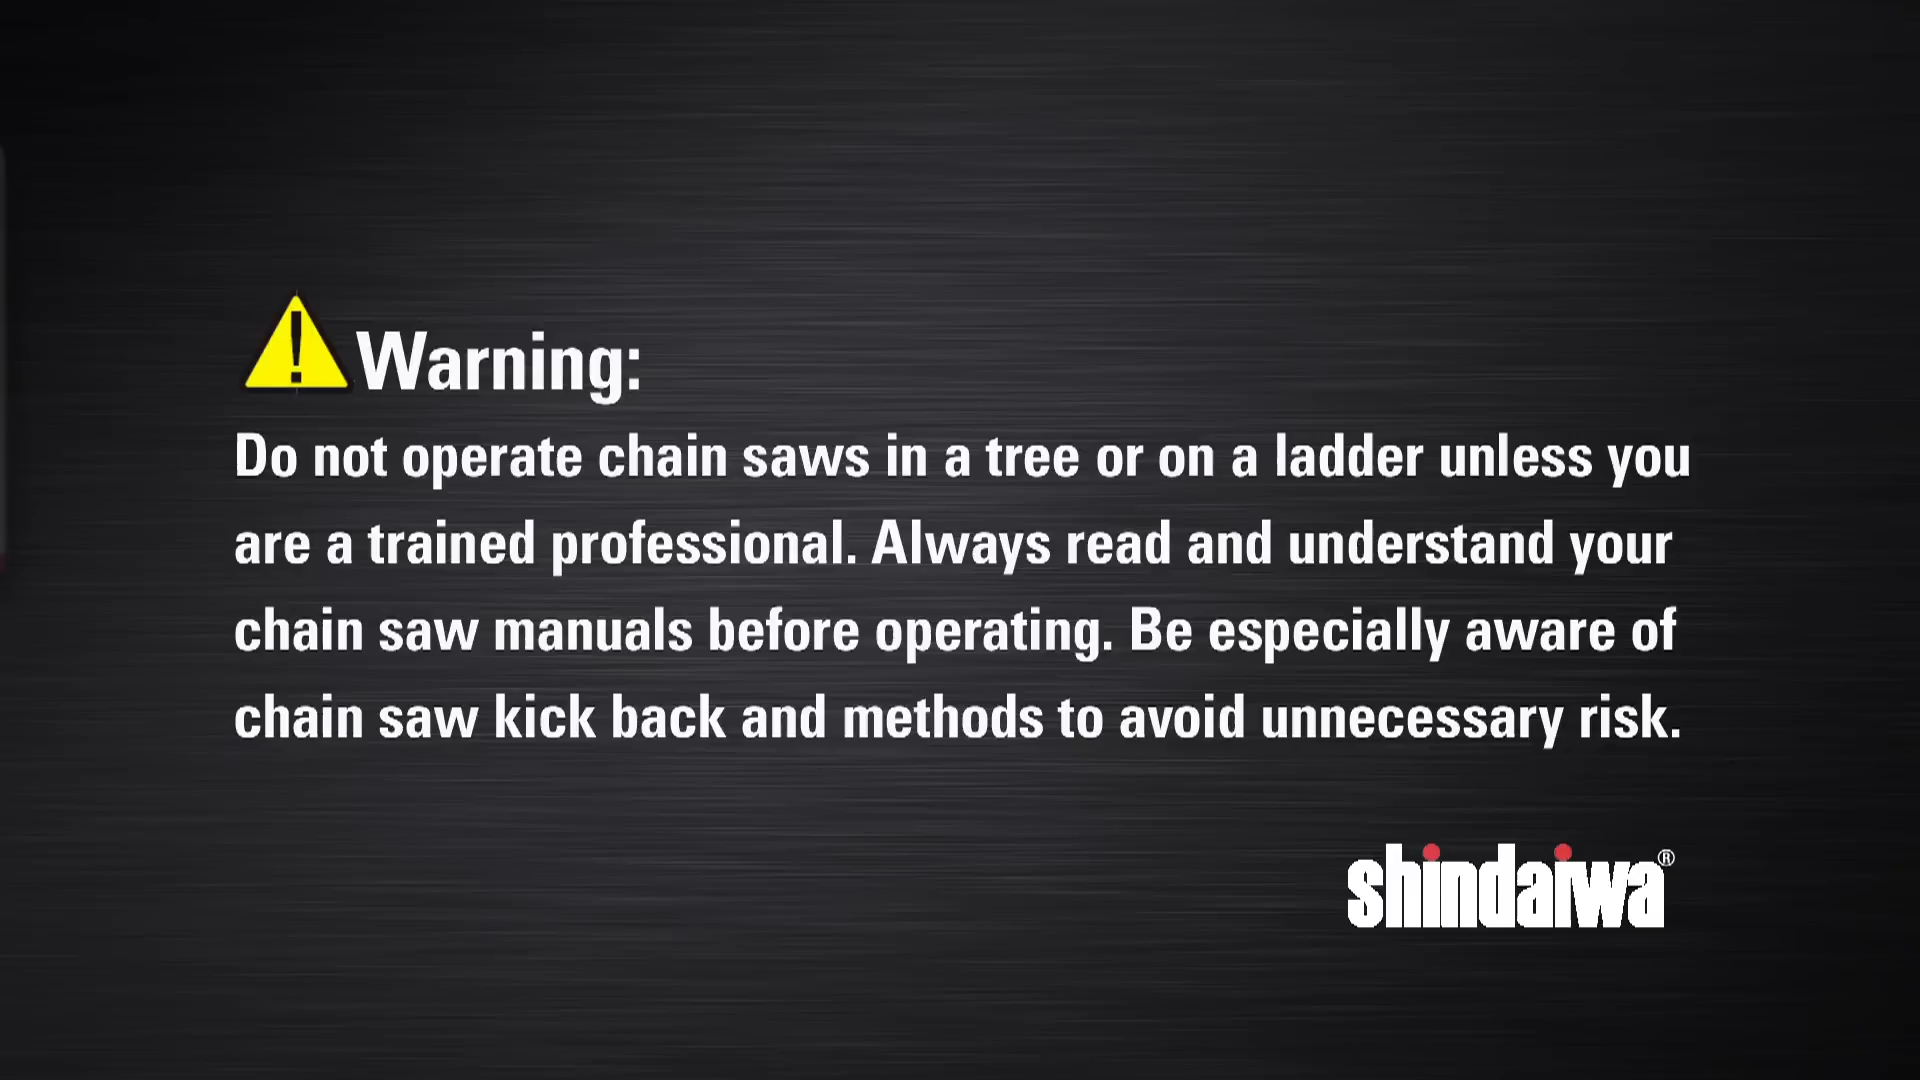 Warning:
Do not operate chain saws in a tree or on a ladder unless you
are a trained professional. Always read and understand your
chain saw manuals before operating. Be especially aware of
chain saw kick back and methods to avoid unnecessary risk.
shindaiwa®